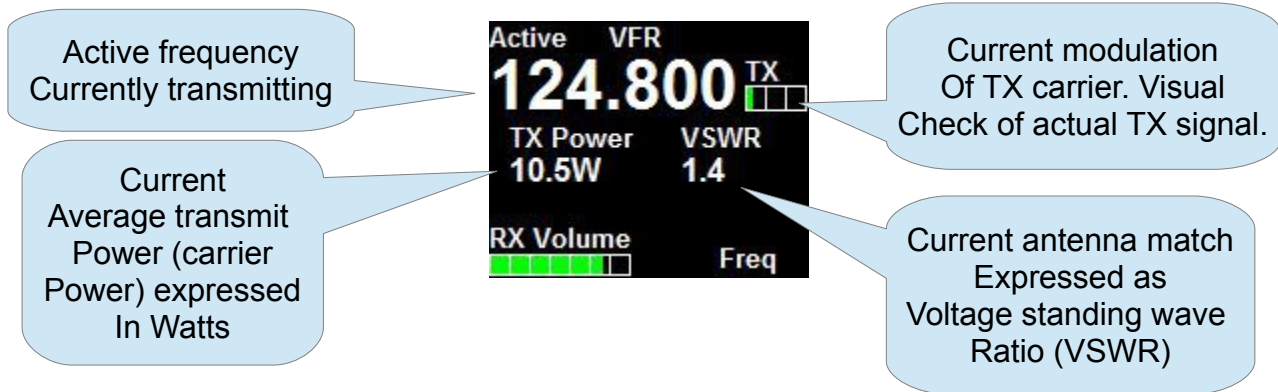 Active frequency
Currently transmitting
Current
Average transmit
Power (carrier
Power) expressed
In Watts
Active VFR
124.800 TX
TX Power VSWR
10.5W 1.4
RX Volume
Freq
Current modulation
Of TX carrier. Visual
Check of actual TX signal.
Current antenna match
Expressed as
Voltage standing wave
Ratio (VSWR)